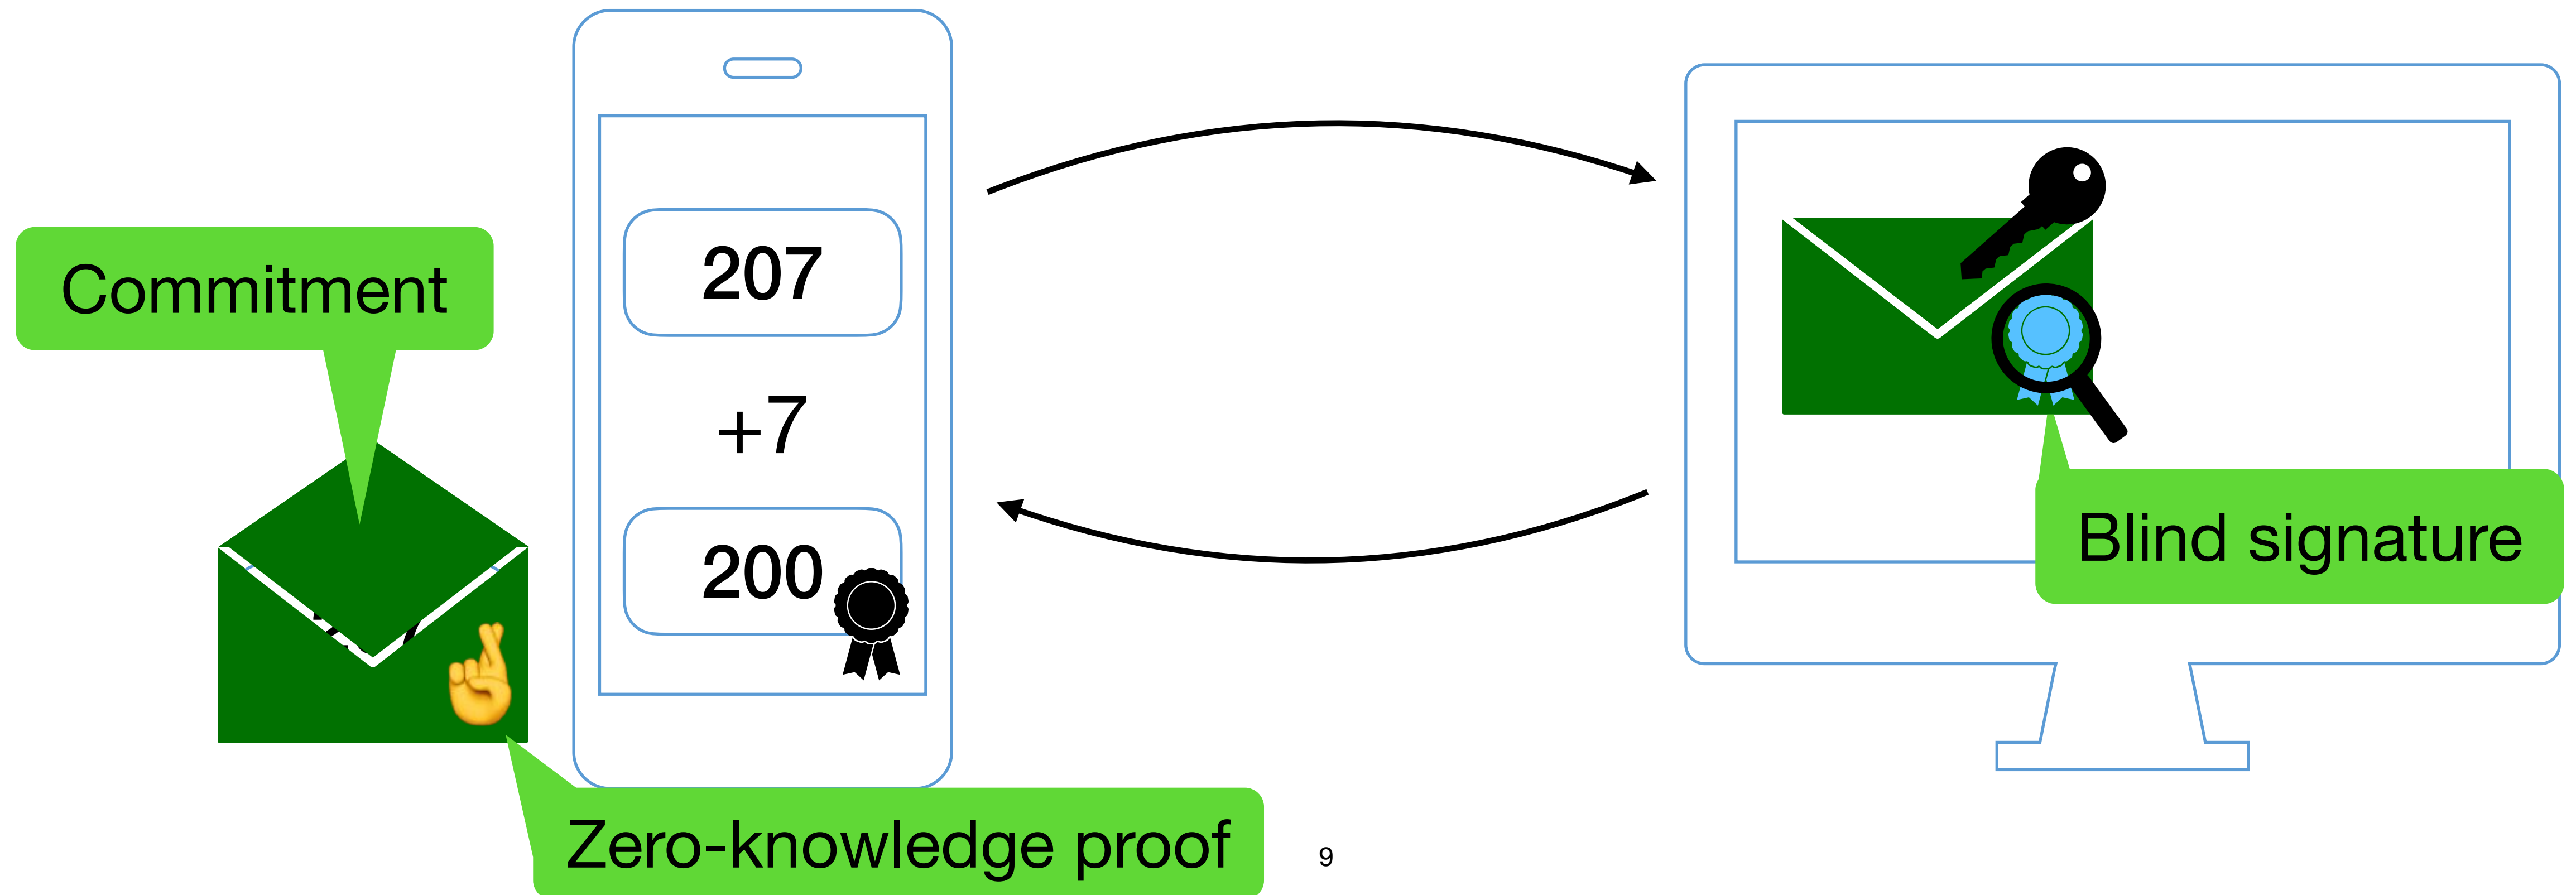 Commitment
207
+7
200
Blind signature
Zero-knowledge proof
9